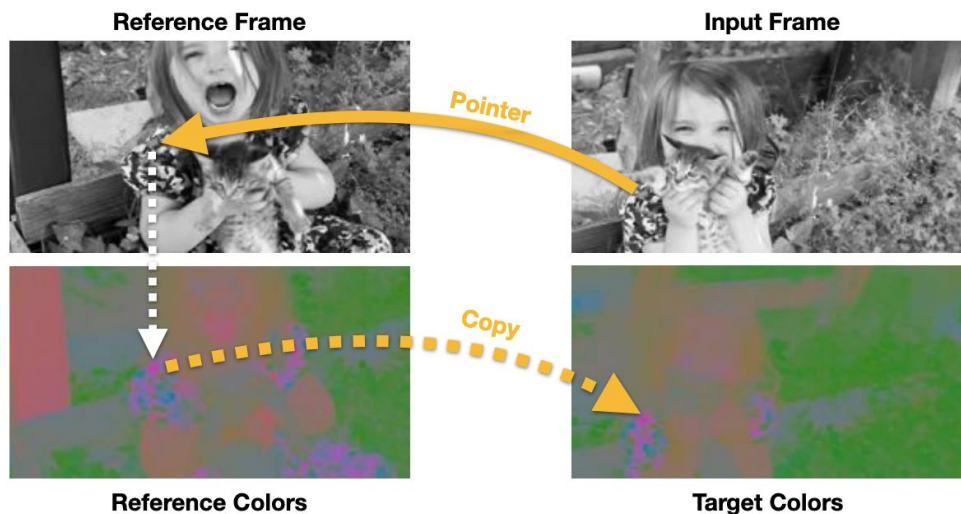 Reference Frame
Input Frame
Pointer
Copy
Reference Colors
Target Colors